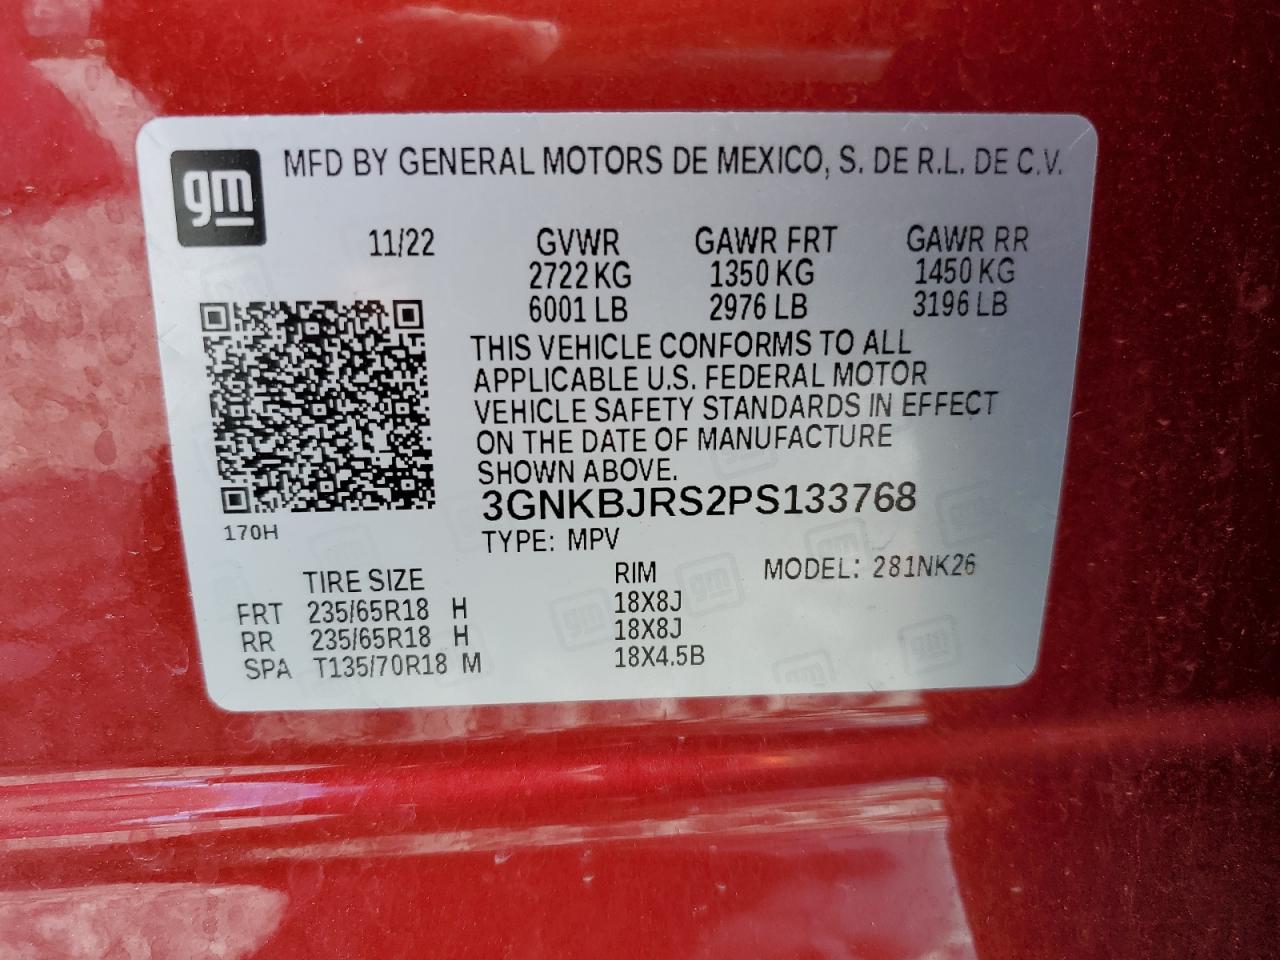 gm
MFD BY GENERAL MOTORS DE MEXICO, S. DE R.L. DE C.V.
11/22 GVWR GAWR FRT GAWR RR
2722 KG 1350 KG 1450 KG
6001 LB 2976 LB 3196 LB
THIS VEHICLE CONFORMS TO ALL
APPLICABLE U.S. FEDERAL MOTOR
VEHICLE SAFETY STANDARDS IN EFFECT
ON THE DATE OF MANUFACTURE
SHOWN ABOVE.
3GNKBJRS2PS133768
170H
TYPE: MPV
TIRE SIZE RIM MODEL: 281NK26
FRT 235/65R18 H 18X8J
RR 235/65R18 H 18X8J
SPA T135/70R18 M 18X4.5B